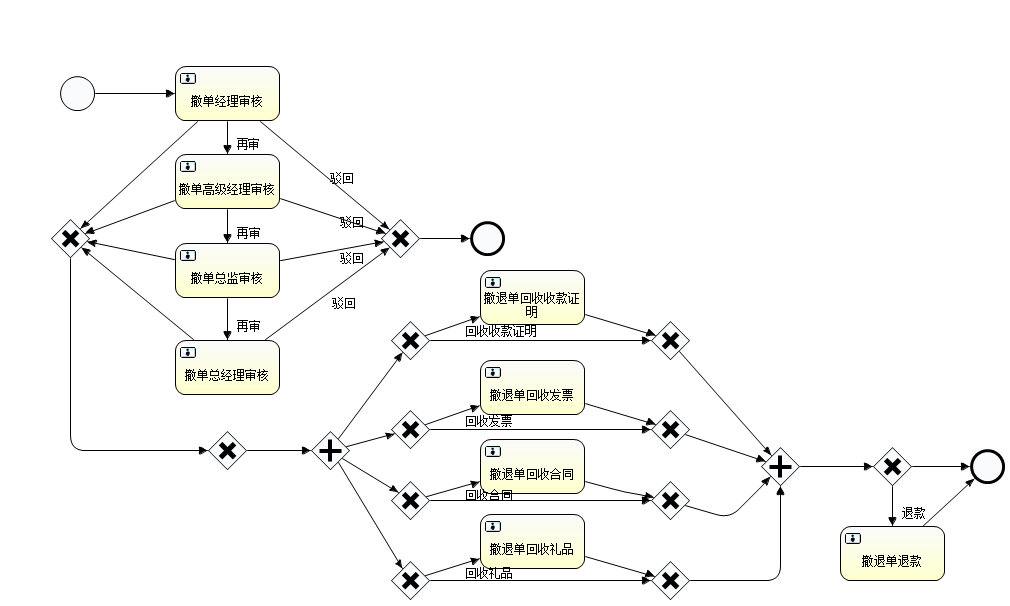 撤单经理审核
再审
驳回
撤单高级经理审核
驳回
再审
驳回
撤单总监审核
驳回
再审
撤单总经理审核
撤退单回收收款证
明
回收收款证明
撤退单回收发票
回收发票
撤退单回收合同
回收合同
撤退单回收礼品
回收礼品
退款
撤退单退款